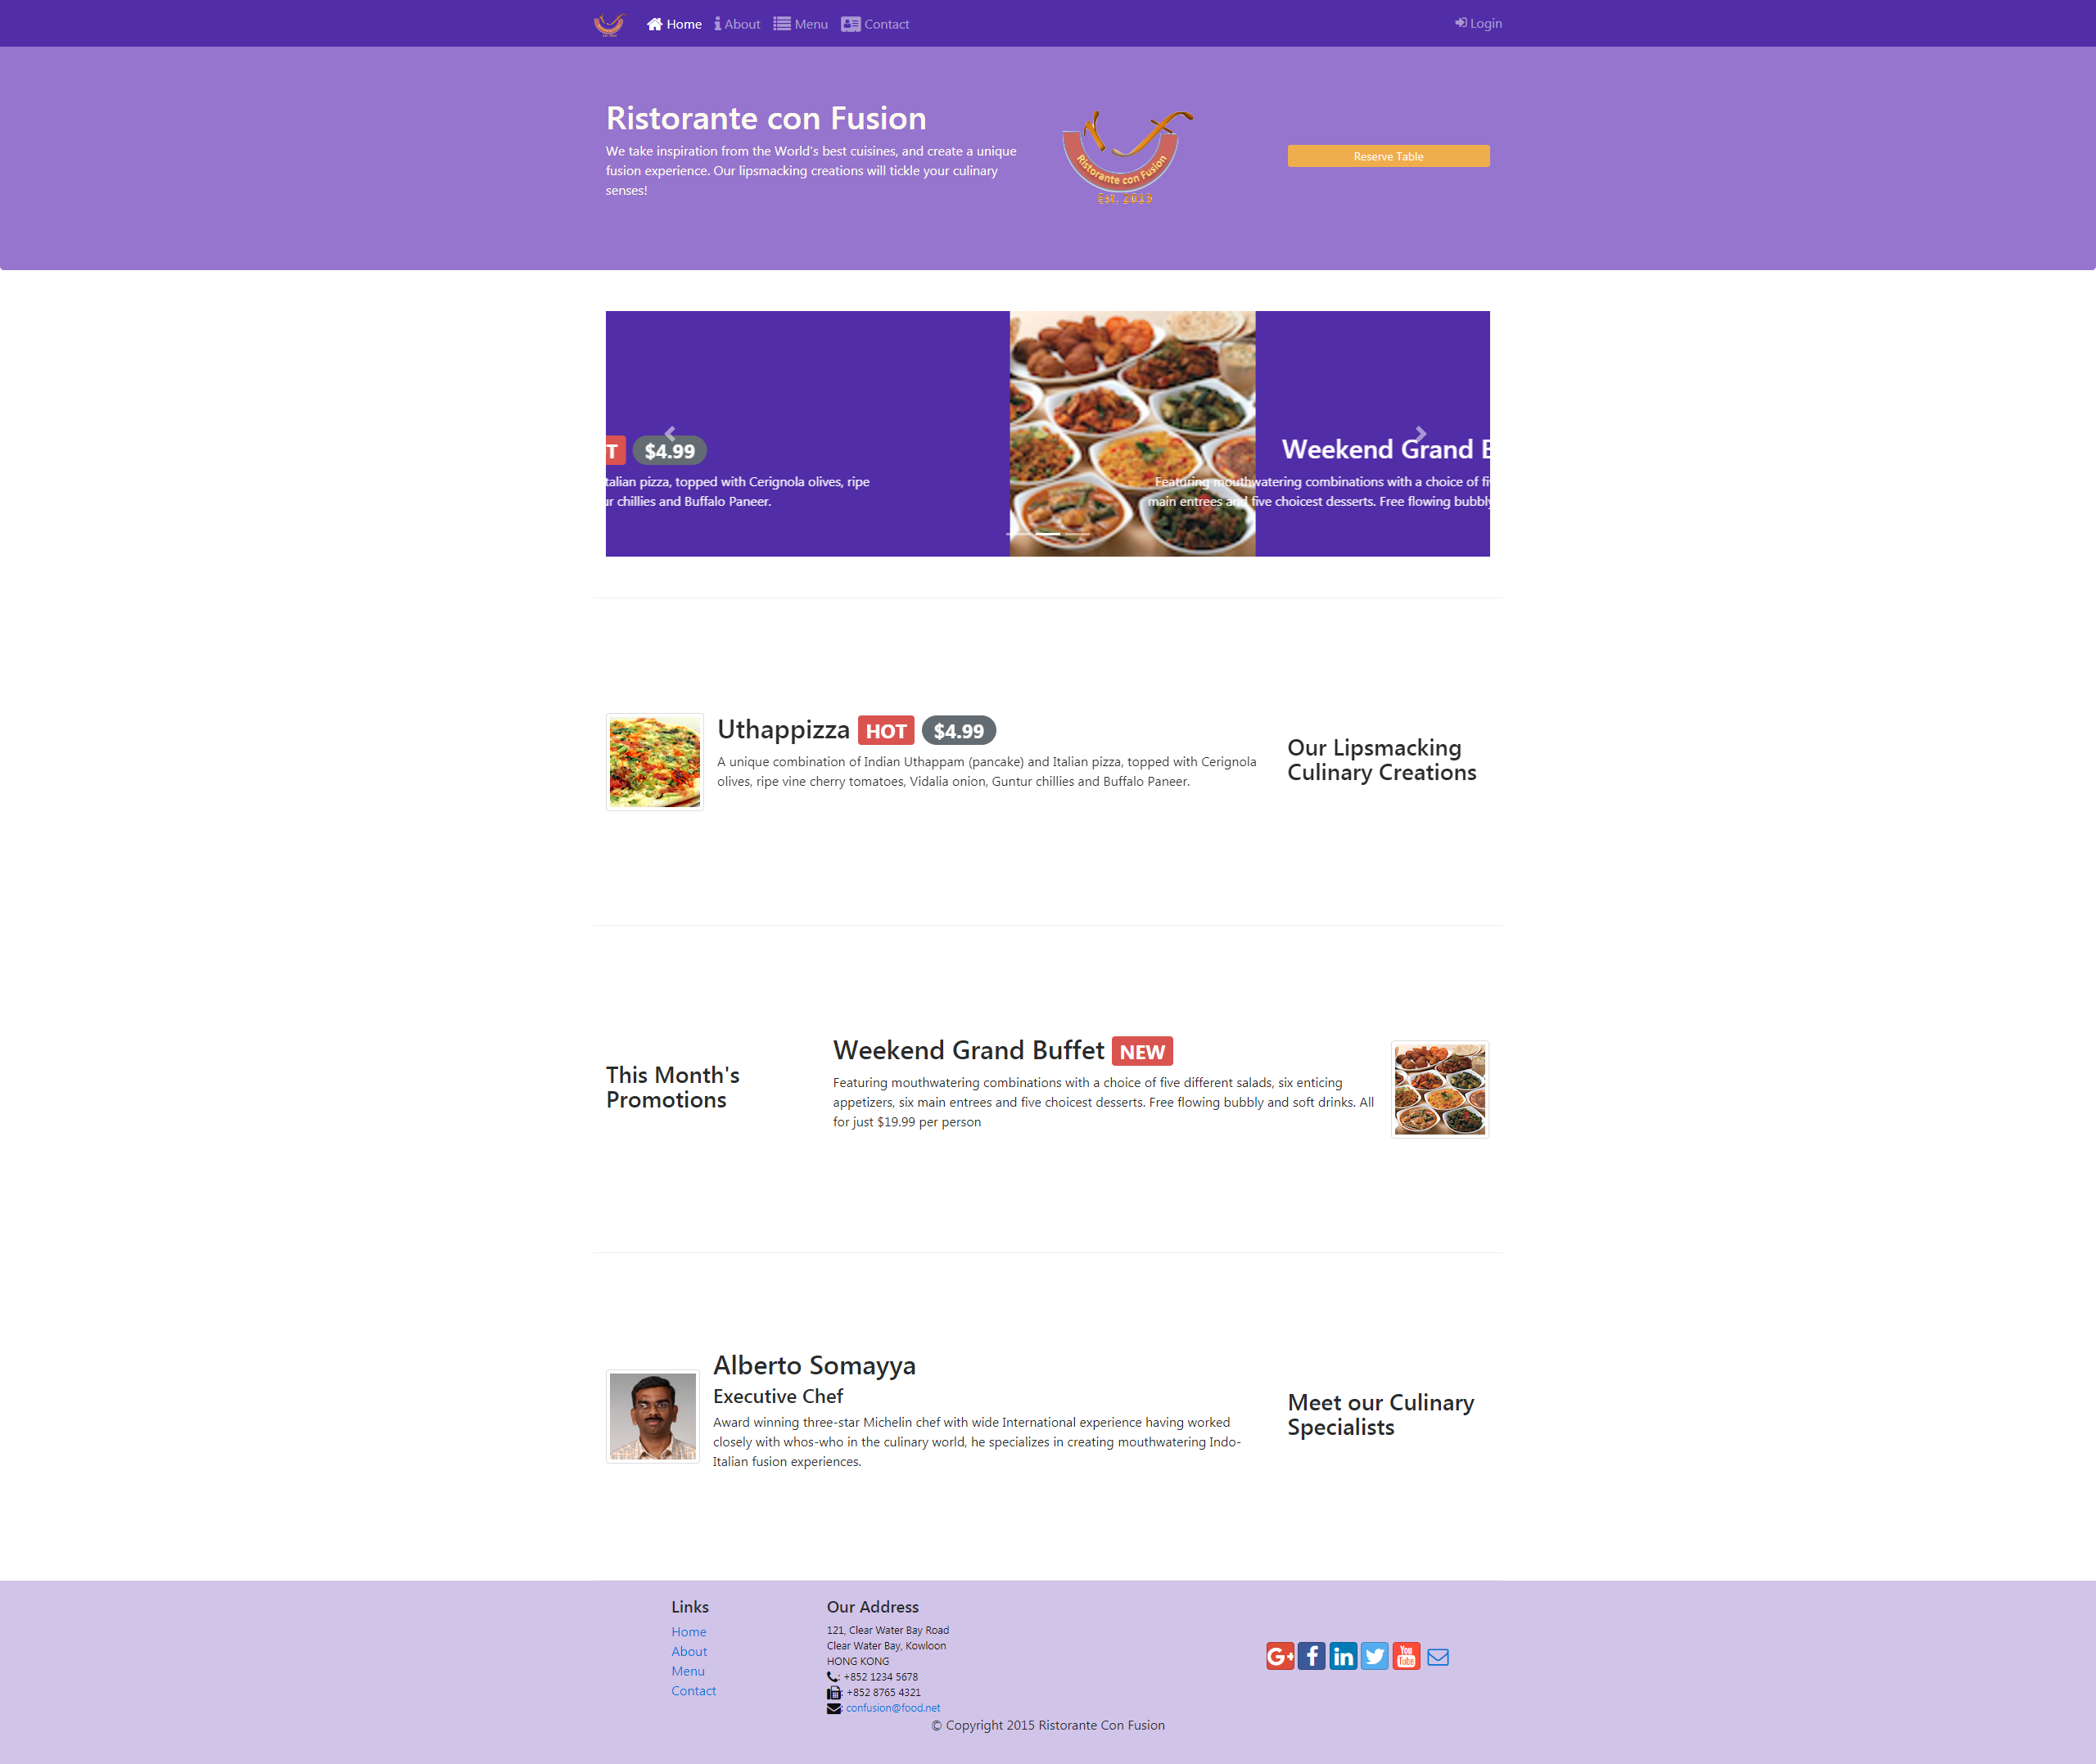 Home About Menu Contact Login
Ristorante con Fusion
We take inspiration from the World's best cuisines, and create a unique
fusion experience. Our lipsmacking creations will tickle your culinary
senses!
Ristorante con Fusion
Est. 2019
Reserve Table
T $4.99
talian pizza, topped with Cerignola olives, ripe
ur chillies and Buffalo Paneer.
Weekend Grand B
Featuring mouthwatering combinations with a choice of fi
main entrees and five choicest desserts. Free flowing bubbly
Uthappizza HOT $4.99
A unique combination of Indian Uthappam (pancake) and Italian pizza, topped with Cerignola
olives, ripe vine cherry tomatoes, Vidalia onion, Guntur chillies and Buffalo Paneer.
Our Lipsmacking
Culinary Creations
This Month's
Promotions
Weekend Grand Buffet NEW
Featuring mouthwatering combinations with a choice of five different salads, six enticing
appetizers, six main entrees and five choicest desserts. Free flowing bubbly and soft drinks. All
for just $19.99 per person
Alberto Somayya
Executive Chef
Award winning three-star Michelin chef with wide International experience having worked
closely with whos-who in the culinary world, he specializes in creating mouthwatering Indo-
Italian fusion experiences.
Meet our Culinary
Specialists
Links
Home
About
Menu
Contact
Our Address
121, Clear Water Bay Road
Clear Water Bay, Kowloon
HONG KONG
: +852 1234 5678
: +852 8765 4321
: confusion@food.net
G+ f in You Tube
© Copyright 2015 Ristorante Con Fusion